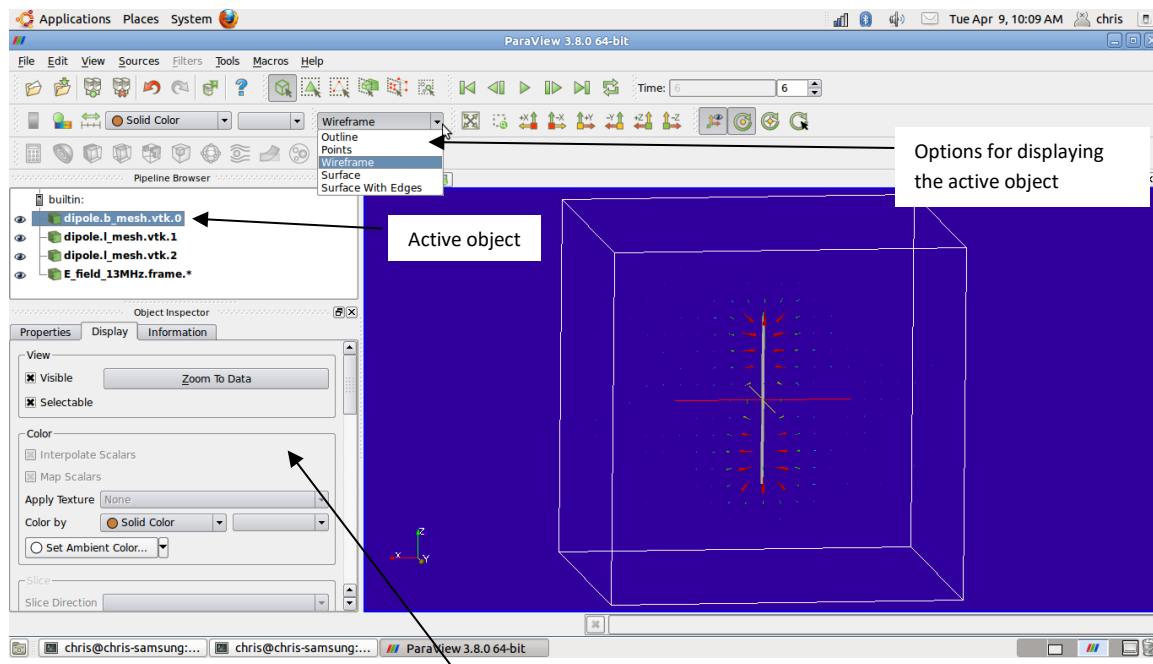 Applications Places System
Tue Apr 9, 10:09 AM chris
ParaView 3.8.0 64-bit
File Edit View Sources Filters Tools Macros Help
Time: 6 6
Solid Color Wireframe
Outline
Points
Wireframe
Surface
Surface With Edges
Options for displaying
the active object
Pipeline Browser
builtin:
dipole.b_mesh.vtk.0
dipole.l_mesh.vtk.1
dipole.l_mesh.vtk.2
E_field_13MHz.frame.*
Active object
Object Inspector
Properties Display Information
View
Visible Zoom To Data
Selectable
Color
Interpolate Scalars
Map Scalars
Apply Texture None
Color by Solid Color
Set Ambient Color...
Slice
Slice Direction
Z
X
Y
chris@chris-samsung:... chris@chris-samsung:... ParaView 3.8.0 64-bit